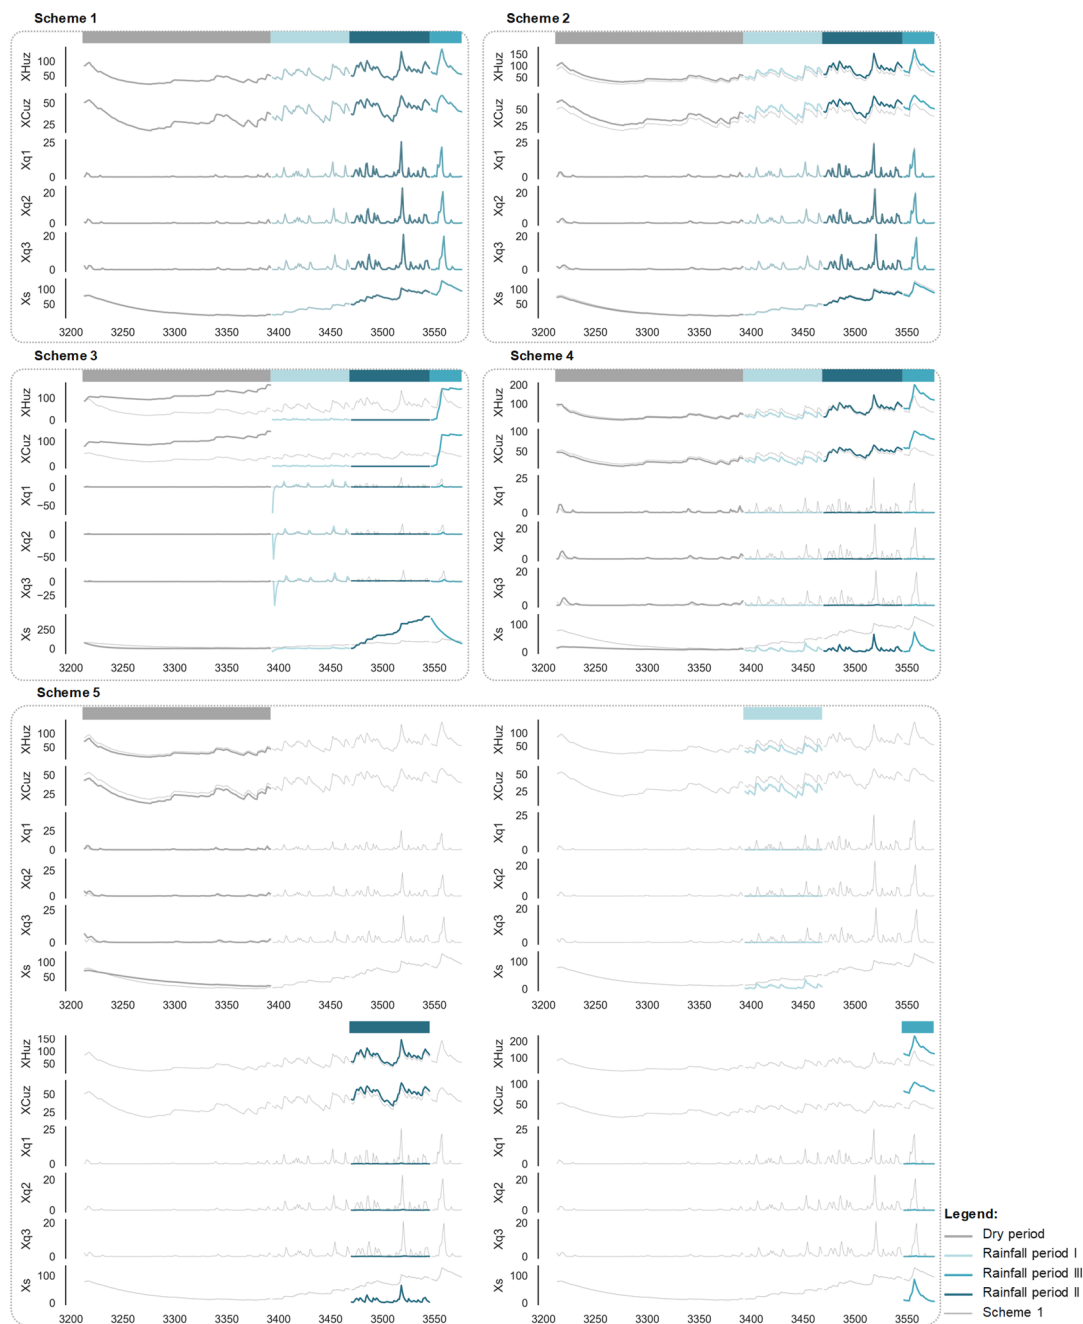 Scheme 1
XHuz
100
50
XCuz
50
25
Xq1
25
0
Xq2
20
0
Xq3
20
0
Xs
100
50
3200 3250 3300 3350 3400 3450 3500 3550
Scheme 2
XHuz
150
100
50
XCuz
50
25
Xq1
25
0
Xq2
20
0
Xq3
20
0
Xs
100
50
3200 3250 3300 3350 3400 3450 3500 3550
Scheme 3
XHuz
100
0
XCuz
100
0
Xq1
0
−50
Xq2
0
−50
Xq3
0
−25
Xs
250
0
3200 3250 3300 3350 3400 3450 3500 3550
Scheme 4
XHuz
200
100
XCuz
100
50
Xq1
25
0
Xq2
20
0
Xq3
20
0
Xs
100
0
3200 3250 3300 3350 3400 3450 3500 3550
Scheme 5
XHuz
100
50
XCuz
50
25
Xq1
25
0
Xq2
25
0
Xq3
25
0
Xs
100
50
3200 3250 3300 3350 3400 3450 3500 3550
XHuz
100
50
XCuz
50
25
Xq1
25
0
Xq2
20
0
Xq3
20
0
Xs
100
0
3200 3250 3300 3350 3400 3450 3500 3550
XHuz
150
100
50
XCuz
50
25
Xq1
25
0
Xq2
20
0
Xq3
20
0
Xs
100
0
3200 3250 3300 3350 3400 3450 3500 3550
XHuz
200
100
XCuz
100
50
Xq1
25
0
Xq2
20
0
Xq3
20
0
Xs
100
0
3200 3250 3300 3350 3400 3450 3500 3550
Legend:
Dry period
Rainfall period I
Rainfall period III
Rainfall period II
Scheme 1